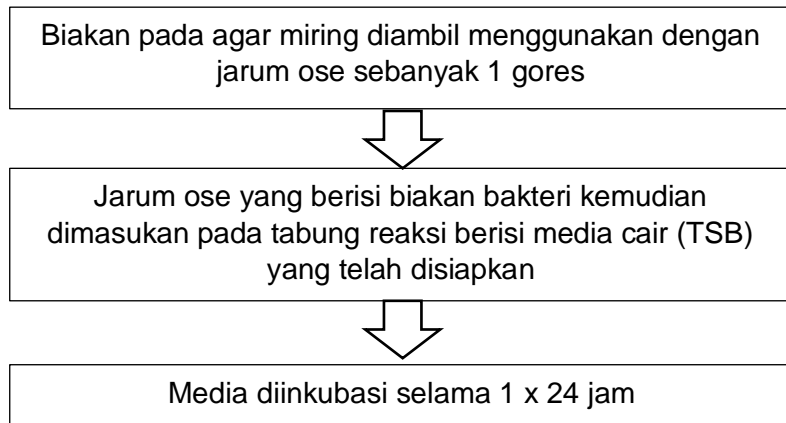 Biakan pada agar miring diambil menggunakan dengan
jarum ose sebanyak 1 gores
Jarum ose yang berisi biakan bakteri kemudian
dimasukan pada tabung reaksi berisi media cair (TSB)
yang telah disiapkan
Media diinkubasi selama 1 x 24 jam